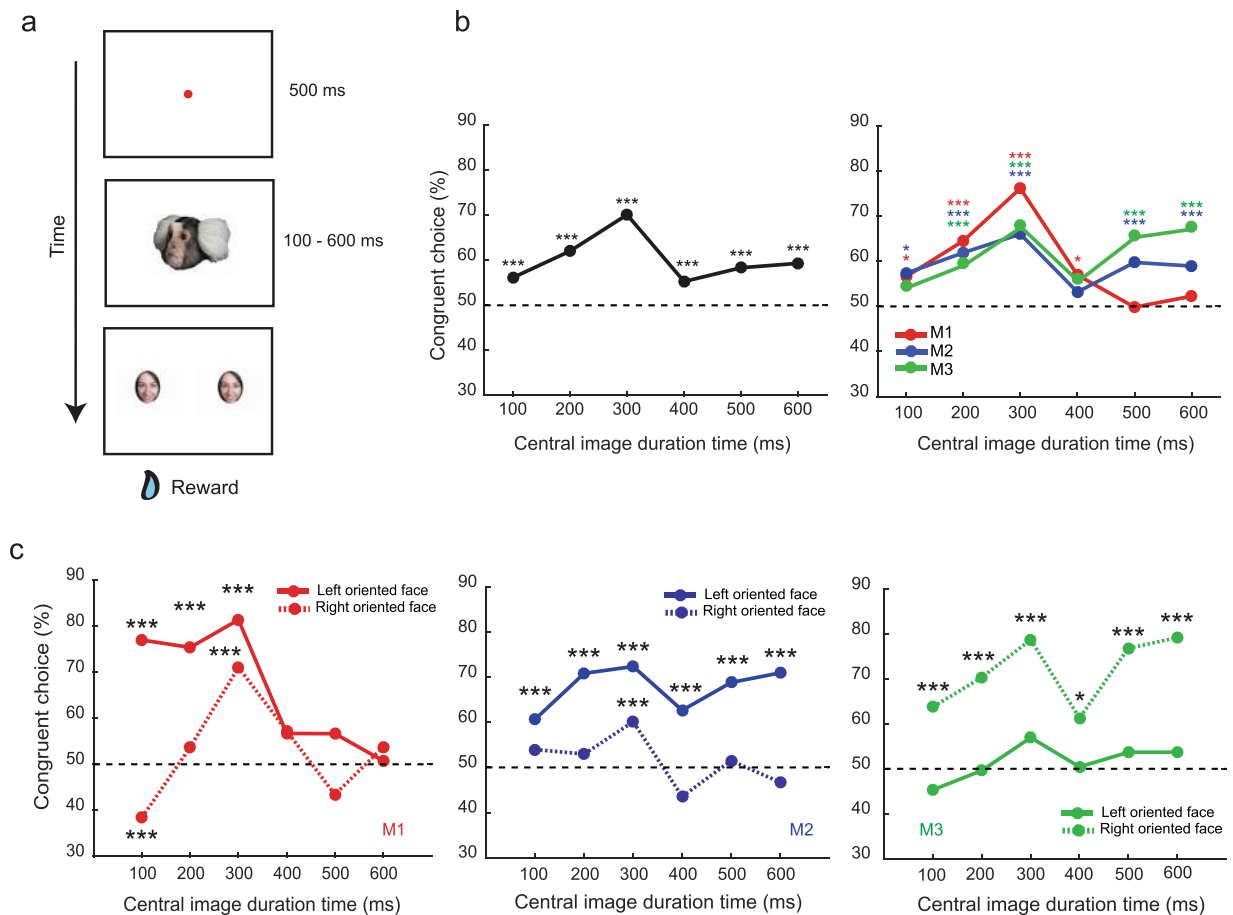 a
500 ms
Time
100 - 600 ms
Reward
b
Congruent choice (%)
90
80
70
60
50
40
30
***
***
***
***
***
***
100 200 300 400 500 600
Central image duration time (ms)
90
80
70
60
50
40
30
*
*
***
***
***
***
***
***
*
***
***
***
***
M1
M2
M3
100 200 300 400 500 600
Central image duration time (ms)
c
Congruent choice (%)
90
80
70
60
50
40
30
***
***
***
***
***
Left oriented face
Right oriented face
M1
100 200 300 400 500 600
Central image duration time (ms)
90
80
70
60
50
40
30
***
***
***
***
***
***
***
Left oriented face
Right oriented face
M2
100 200 300 400 500 600
Central image duration time (ms)
90
80
70
60
50
40
30
***
***
***
*
***
***
Left oriented face
Right oriented face
M3
100 200 300 400 500 600
Central image duration time (ms)